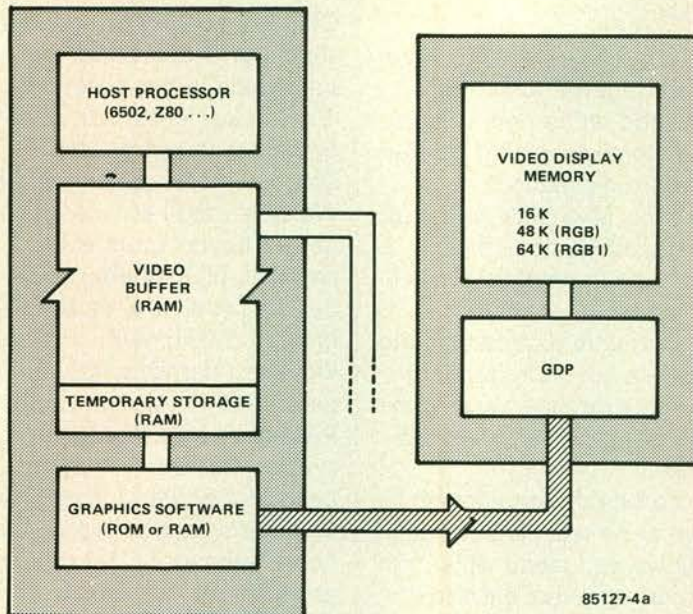 HOST PROCESSOR
(6502, Z80 . . .)
VIDEO
BUFFER
(RAM)
TEMPORARY STORAGE
(RAM)
GRAPHICS SOFTWARE
(ROM or RAM)
VIDEO DISPLAY
MEMORY
16 K
48 K (RGB)
64 K (RGB I)
GDP
85127-4a